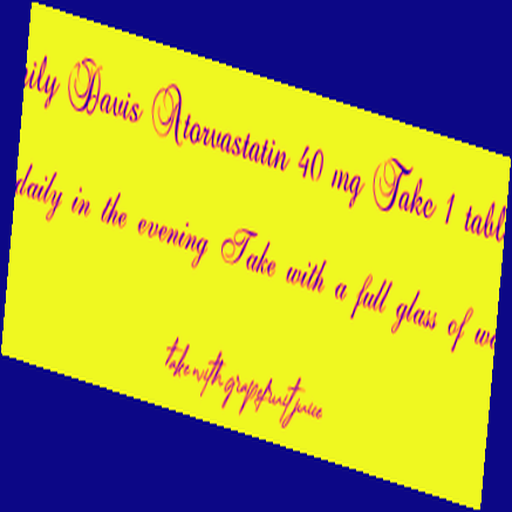 ily Davis Atorvastatin 40 mg Take 1 tabl
daily in the evening Take with a full glass of wa
take with grapefruit juice